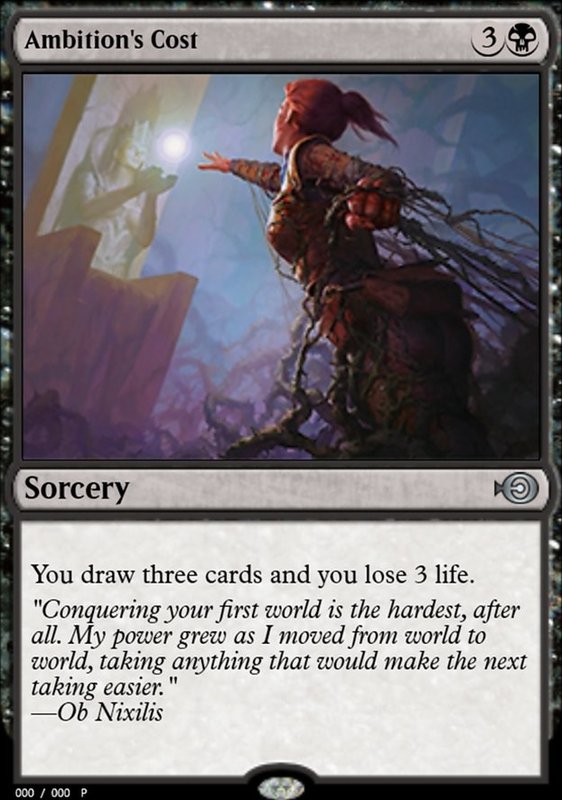 Ambition's Cost
3
Sorcery
You draw three cards and you lose 3 life.
"Conquering your first world is the hardest, after
all. My power grew as I moved from world to
world, taking anything that would make the next
taking easier."
—Ob Nixilis
000 / 000 P